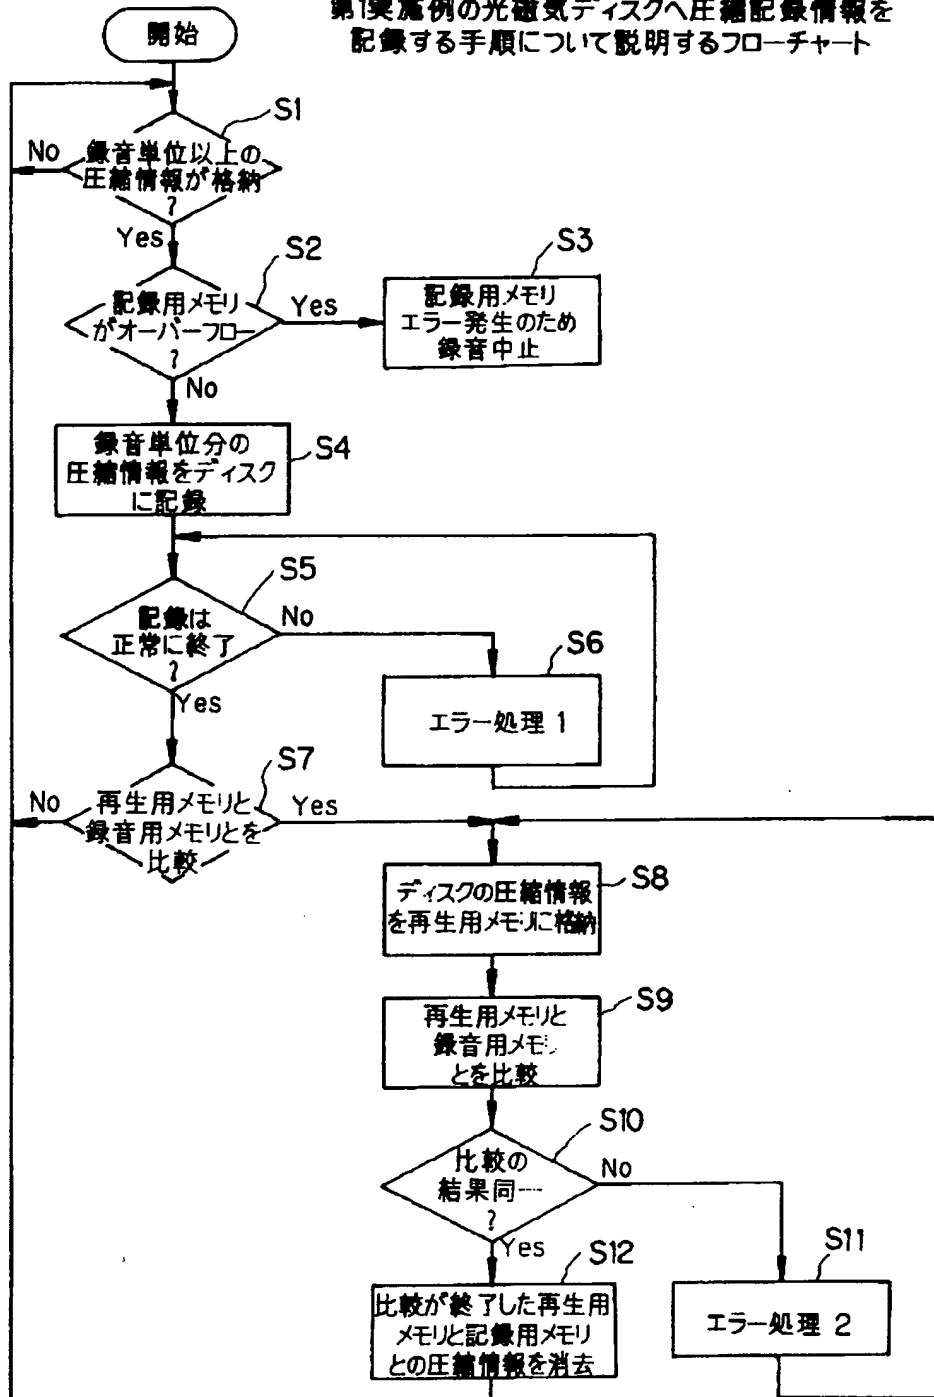 第1実施例の光磁気ディスクへ圧縮記録情報を
記録する手順について説明するフローチャート
開始
S1
No
録音単位以上の
圧縮情報が格納
?
Yes
S2
記録用メモリ
がオーバーフロー
?
Yes
S3
記録用メモリ
エラー発生のため
録音中止
No
録音単位分の
圧縮情報をディスク
に記録
S4
S5
記録は
正常に終了
?
No
S6
エラー処理 1
Yes
S7
No
再生用メモリと
録音用メモリとを
比較
Yes
S8
ディスクの圧縮情報
を再生用メモリに格納
S9
再生用メモリと
録音用メモリ
とを比較
S10
比較の
結果同一
?
No
Yes
S11
エラー処理 2
S12
比較が終了した再生用
メモリと記録用メモリ
との圧縮情報を消去